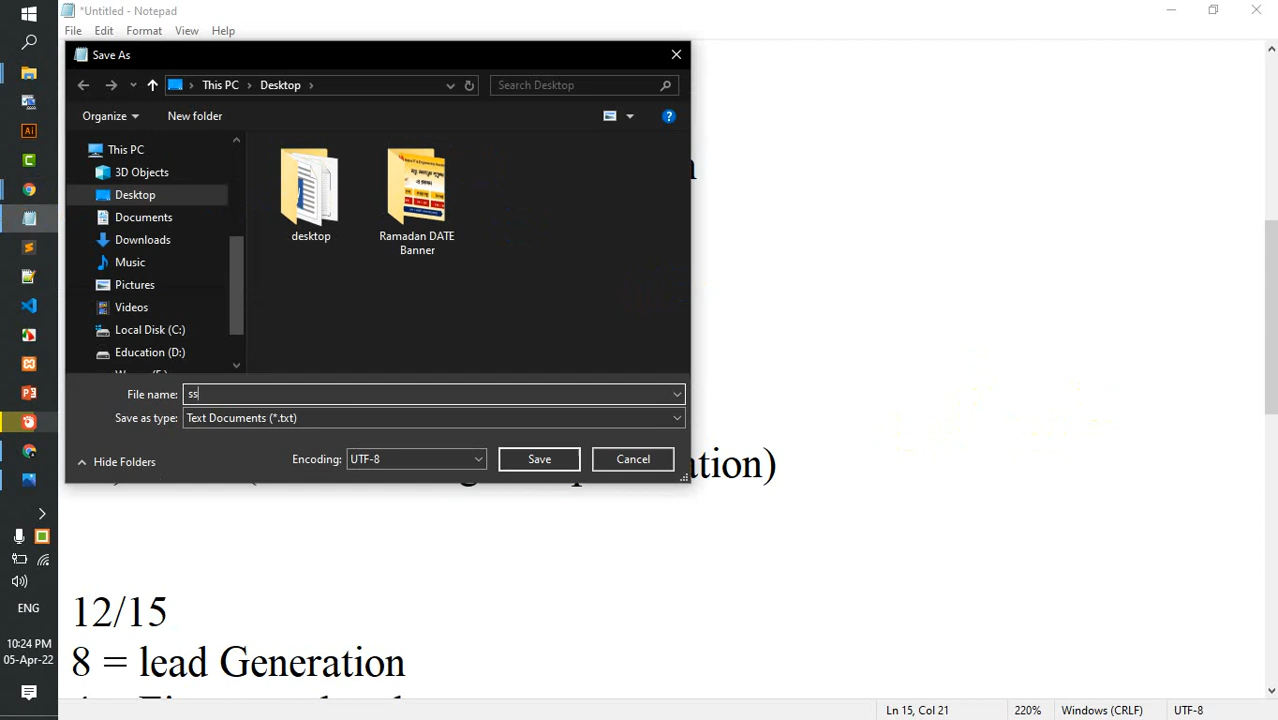 *Untitled - Notepad
File Edit Format View Help
Save As
This PC Desktop
Search Desktop
Organize New folder
This PC
3D Objects
Desktop
Documents
Downloads
Music
Pictures
Videos
Local Disk (C:)
Education (D:)
desktop
Ramadan DATE
Banner
File name: ss
Save as type: Text Documents (*.txt)
Hide Folders
Encoding: UTF-8
Save Cancel
ation)
12/15
8 = lead Generation
ENG
10:24 PM
05-Apr-22
Ln 15, Col 21 220% Windows (CRLF) UTF-8